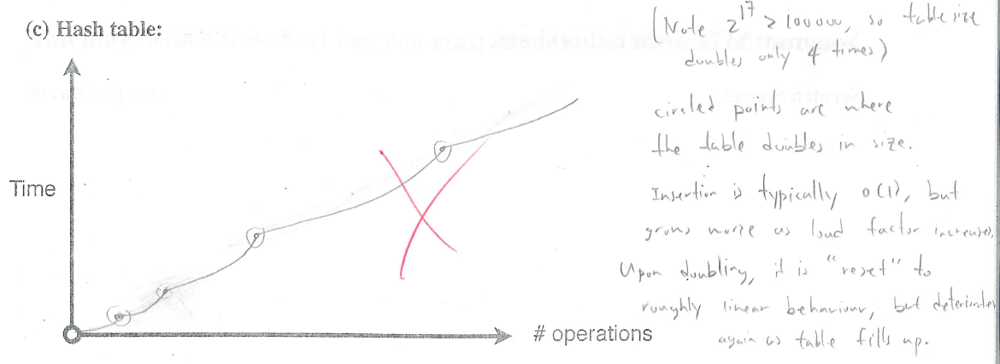 (c) Hash table:
(Note 2^17 ≥ 100000, so table size
doubles only 4 times)
circled points are where
the table doubles in size.
Time
Insertion is typically O(1), but
grows worse as load factor increases.
Upon doubling, it is "reset" to
roughly linear behaviour, but deteriorates
again as table fills up.
# operations